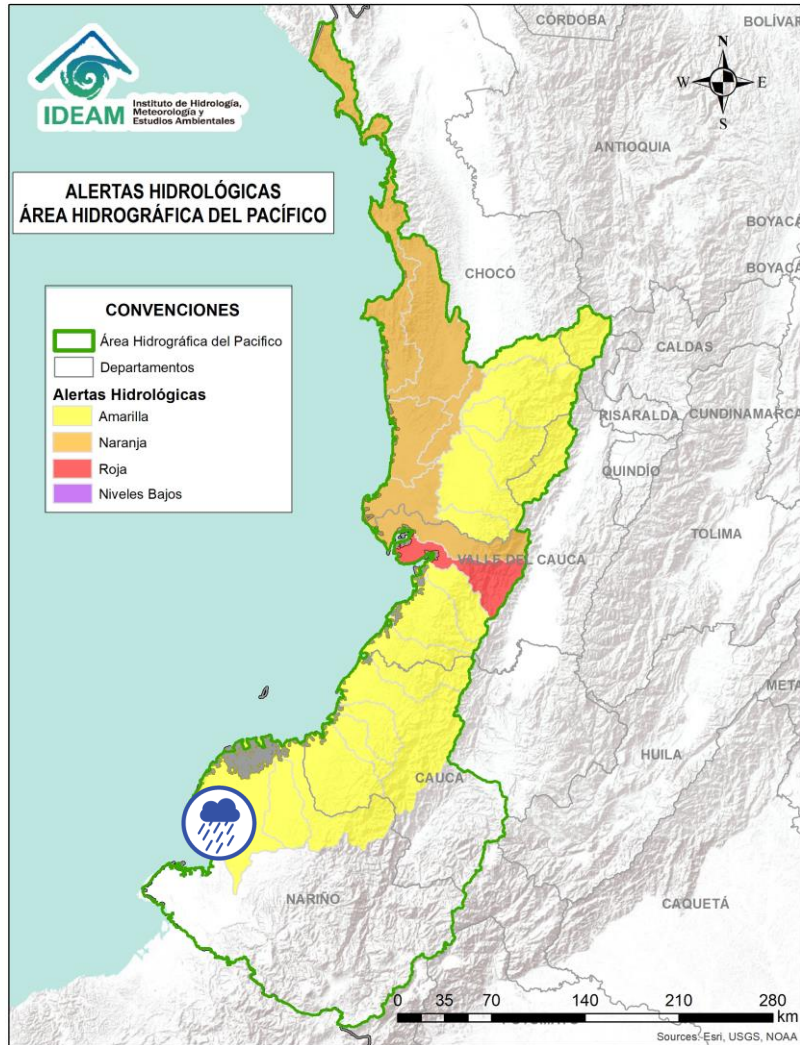 IDEAM
Instituto de Hidrología,
Meteorología y
Estudios Ambientales
ALERTAS HIDROLÓGICAS
ÁREA HIDROGRÁFICA DEL PACÍFICO
CONVENCIONES
Área Hidrográfica del Pacifico
Departamentos
Alertas Hidrológicas
Amarilla
Naranja
Roja
Niveles Bajos
N
W E
S
CÓRDOBA
BOLÍVAR
ANTIOQUIA
BOYACÁ
BOYACÁ
CHOCÓ
CALDAS
RISARALDA
CUNDINAMARCA
QUINDÍO
TOLIMA
VALLE DEL CAUCA
META
HUILA
CAUCA
NARIÑO
CAQUETÁ
0 35 70 140 210 280
km
Sources: Esri, USGS, NOAA